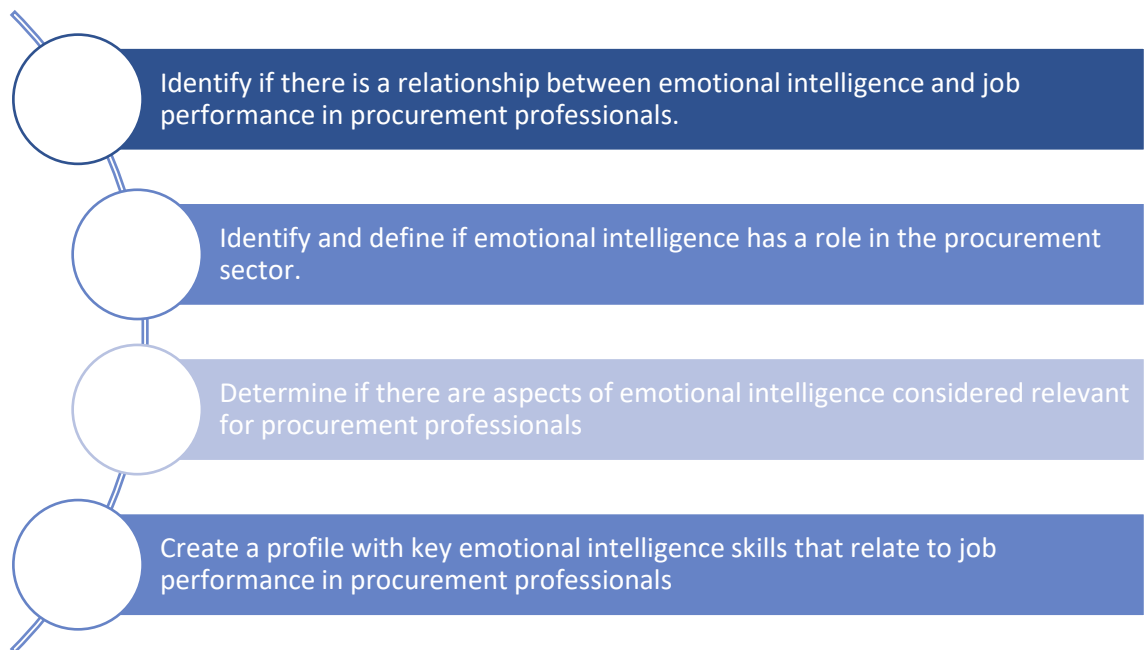 Identify if there is a relationship between emotional intelligence and job
performance in procurement professionals.
Identify and define if emotional intelligence has a role in the procurement
sector.
Determine if there are aspects of emotional intelligence considered relevant
for procurement professionals
Create a profile with key emotional intelligence skills that relate to job
performance in procurement professionals